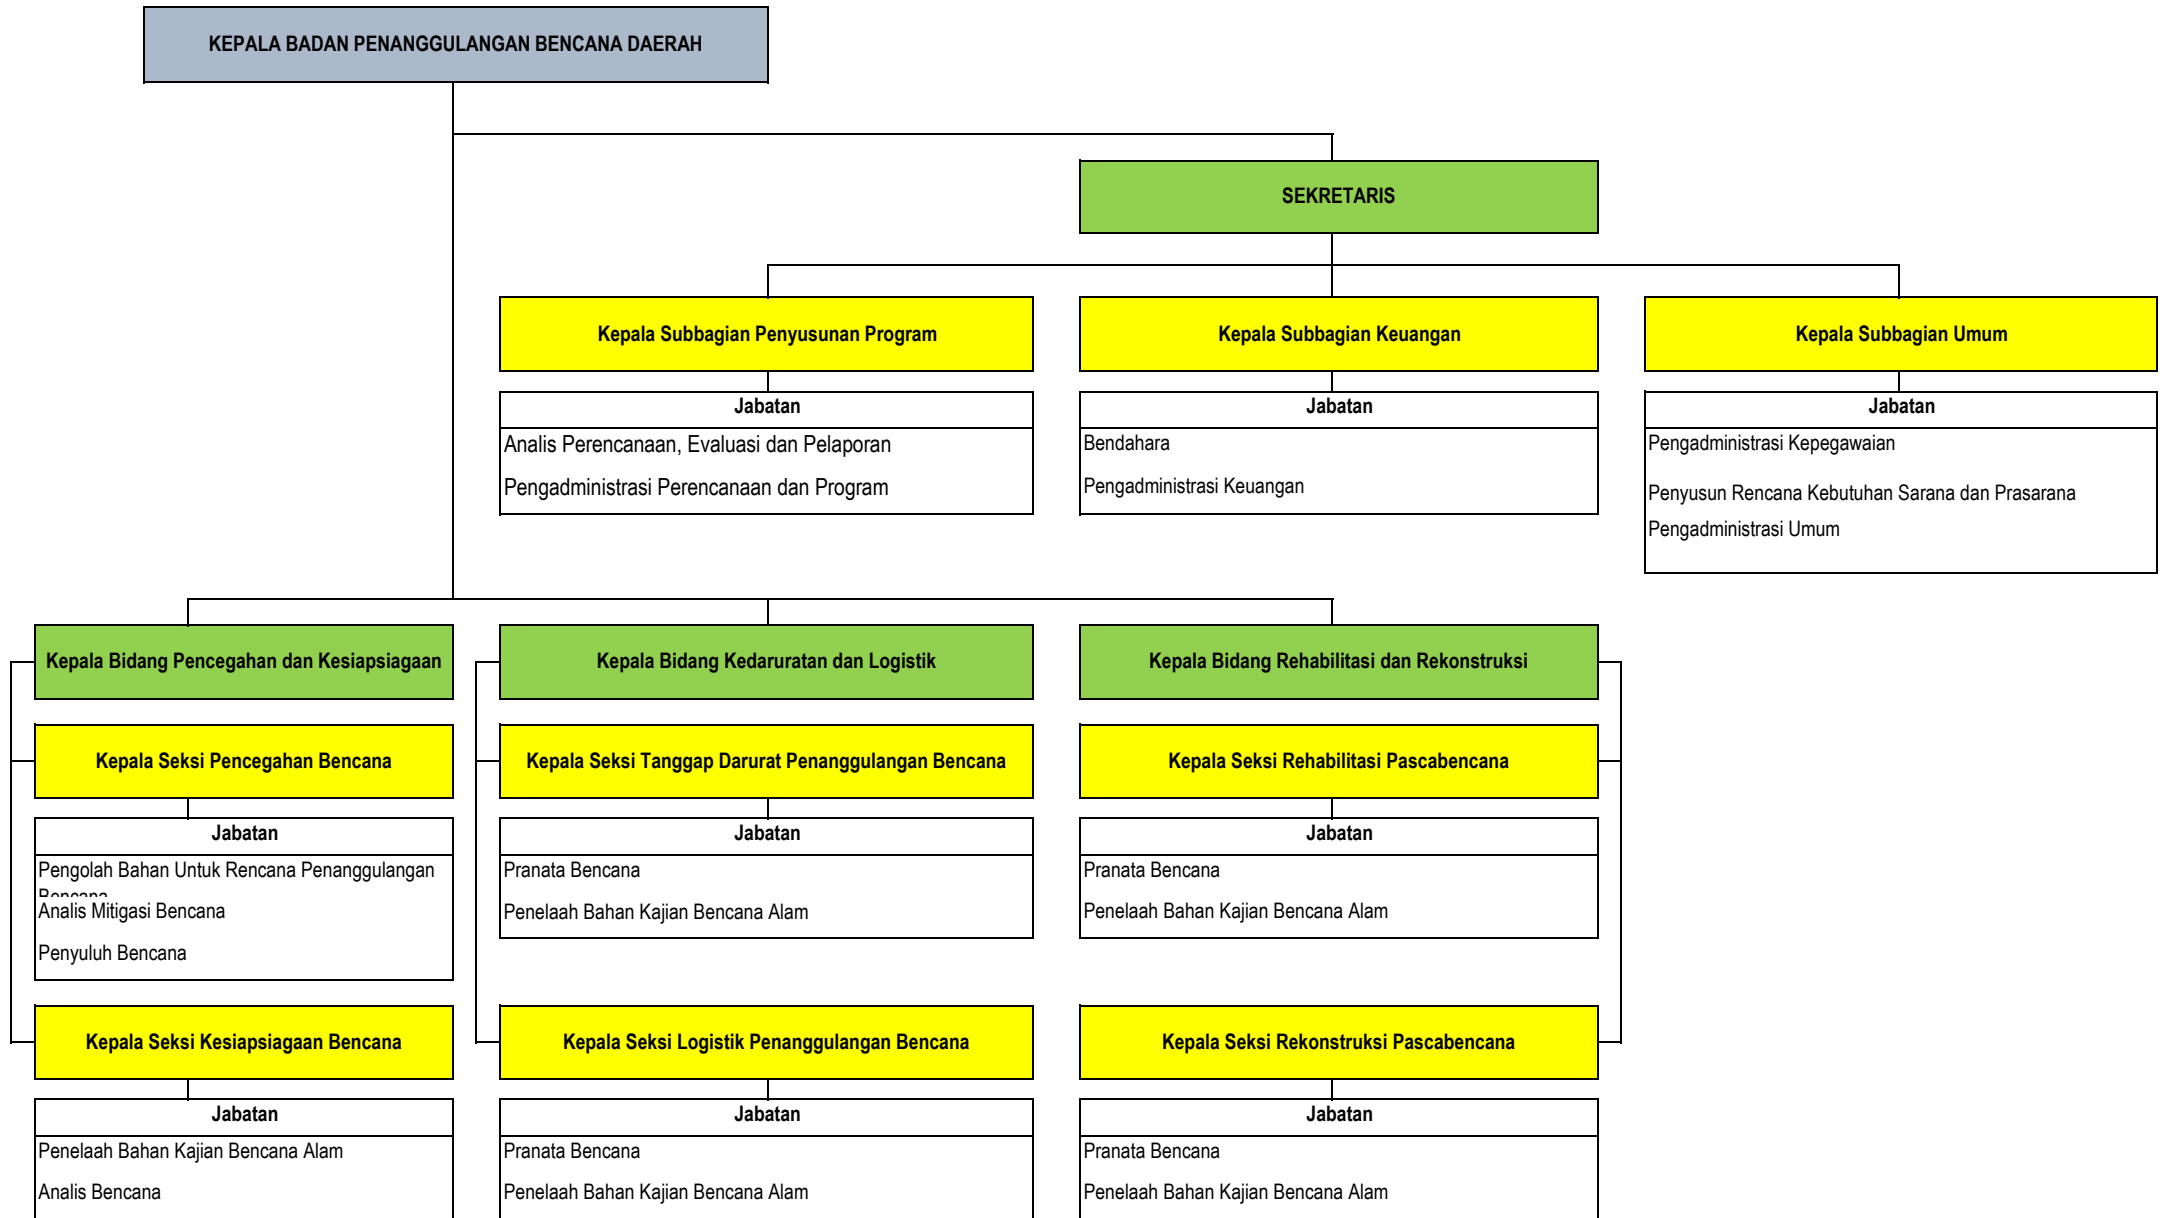 KEPALA BADAN PENANGGULANGAN BENCANA DAERAH
SEKRETARIS
Kepala Subbagian Penyusunan Program
Kepala Subbagian Keuangan
Kepala Subbagian Umum
Jabatan
Analis Perencanaan, Evaluasi dan Pelaporan
Pengadministrasi Perencanaan dan Program
Jabatan
Bendahara
Pengadministrasi Keuangan
Jabatan
Pengadministrasi Kepegawaian
Penyusun Rencana Kebutuhan Sarana dan Prasarana
Pengadministrasi Umum
Kepala Bidang Pencegahan dan Kesiapsiagaan
Kepala Bidang Kedaruratan dan Logistik
Kepala Bidang Rehabilitasi dan Rekonstruksi
Kepala Seksi Pencegahan Bencana
Kepala Seksi Tanggap Darurat Penanggulangan Bencana
Kepala Seksi Rehabilitasi Pascabencana
Jabatan
Pengolah Bahan Untuk Rencana Penanggulangan
Bencana
Analis Mitigasi Bencana
Penyuluh Bencana
Jabatan
Pranata Bencana
Penelaah Bahan Kajian Bencana Alam
Jabatan
Pranata Bencana
Penelaah Bahan Kajian Bencana Alam
Kepala Seksi Kesiapsiagaan Bencana
Kepala Seksi Logistik Penanggulangan Bencana
Kepala Seksi Rekonstruksi Pascabencana
Jabatan
Penelaah Bahan Kajian Bencana Alam
Analis Bencana
Jabatan
Pranata Bencana
Penelaah Bahan Kajian Bencana Alam
Jabatan
Pranata Bencana
Penelaah Bahan Kajian Bencana Alam